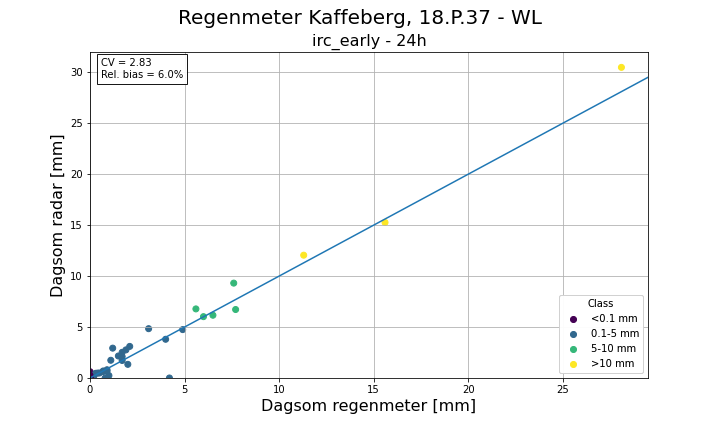 Regenmeter Kaffeberg, 18.P.37 - WL
irc_early - 24h
CV = 2.83
Rel. bias = 6.0%
Dagsom radar [mm]
30
25
20
15
10
5
0
0 5 10 15 20 25
Dagsom regenmeter [mm]
Class
<0.1 mm
0.1-5 mm
5-10 mm
>10 mm